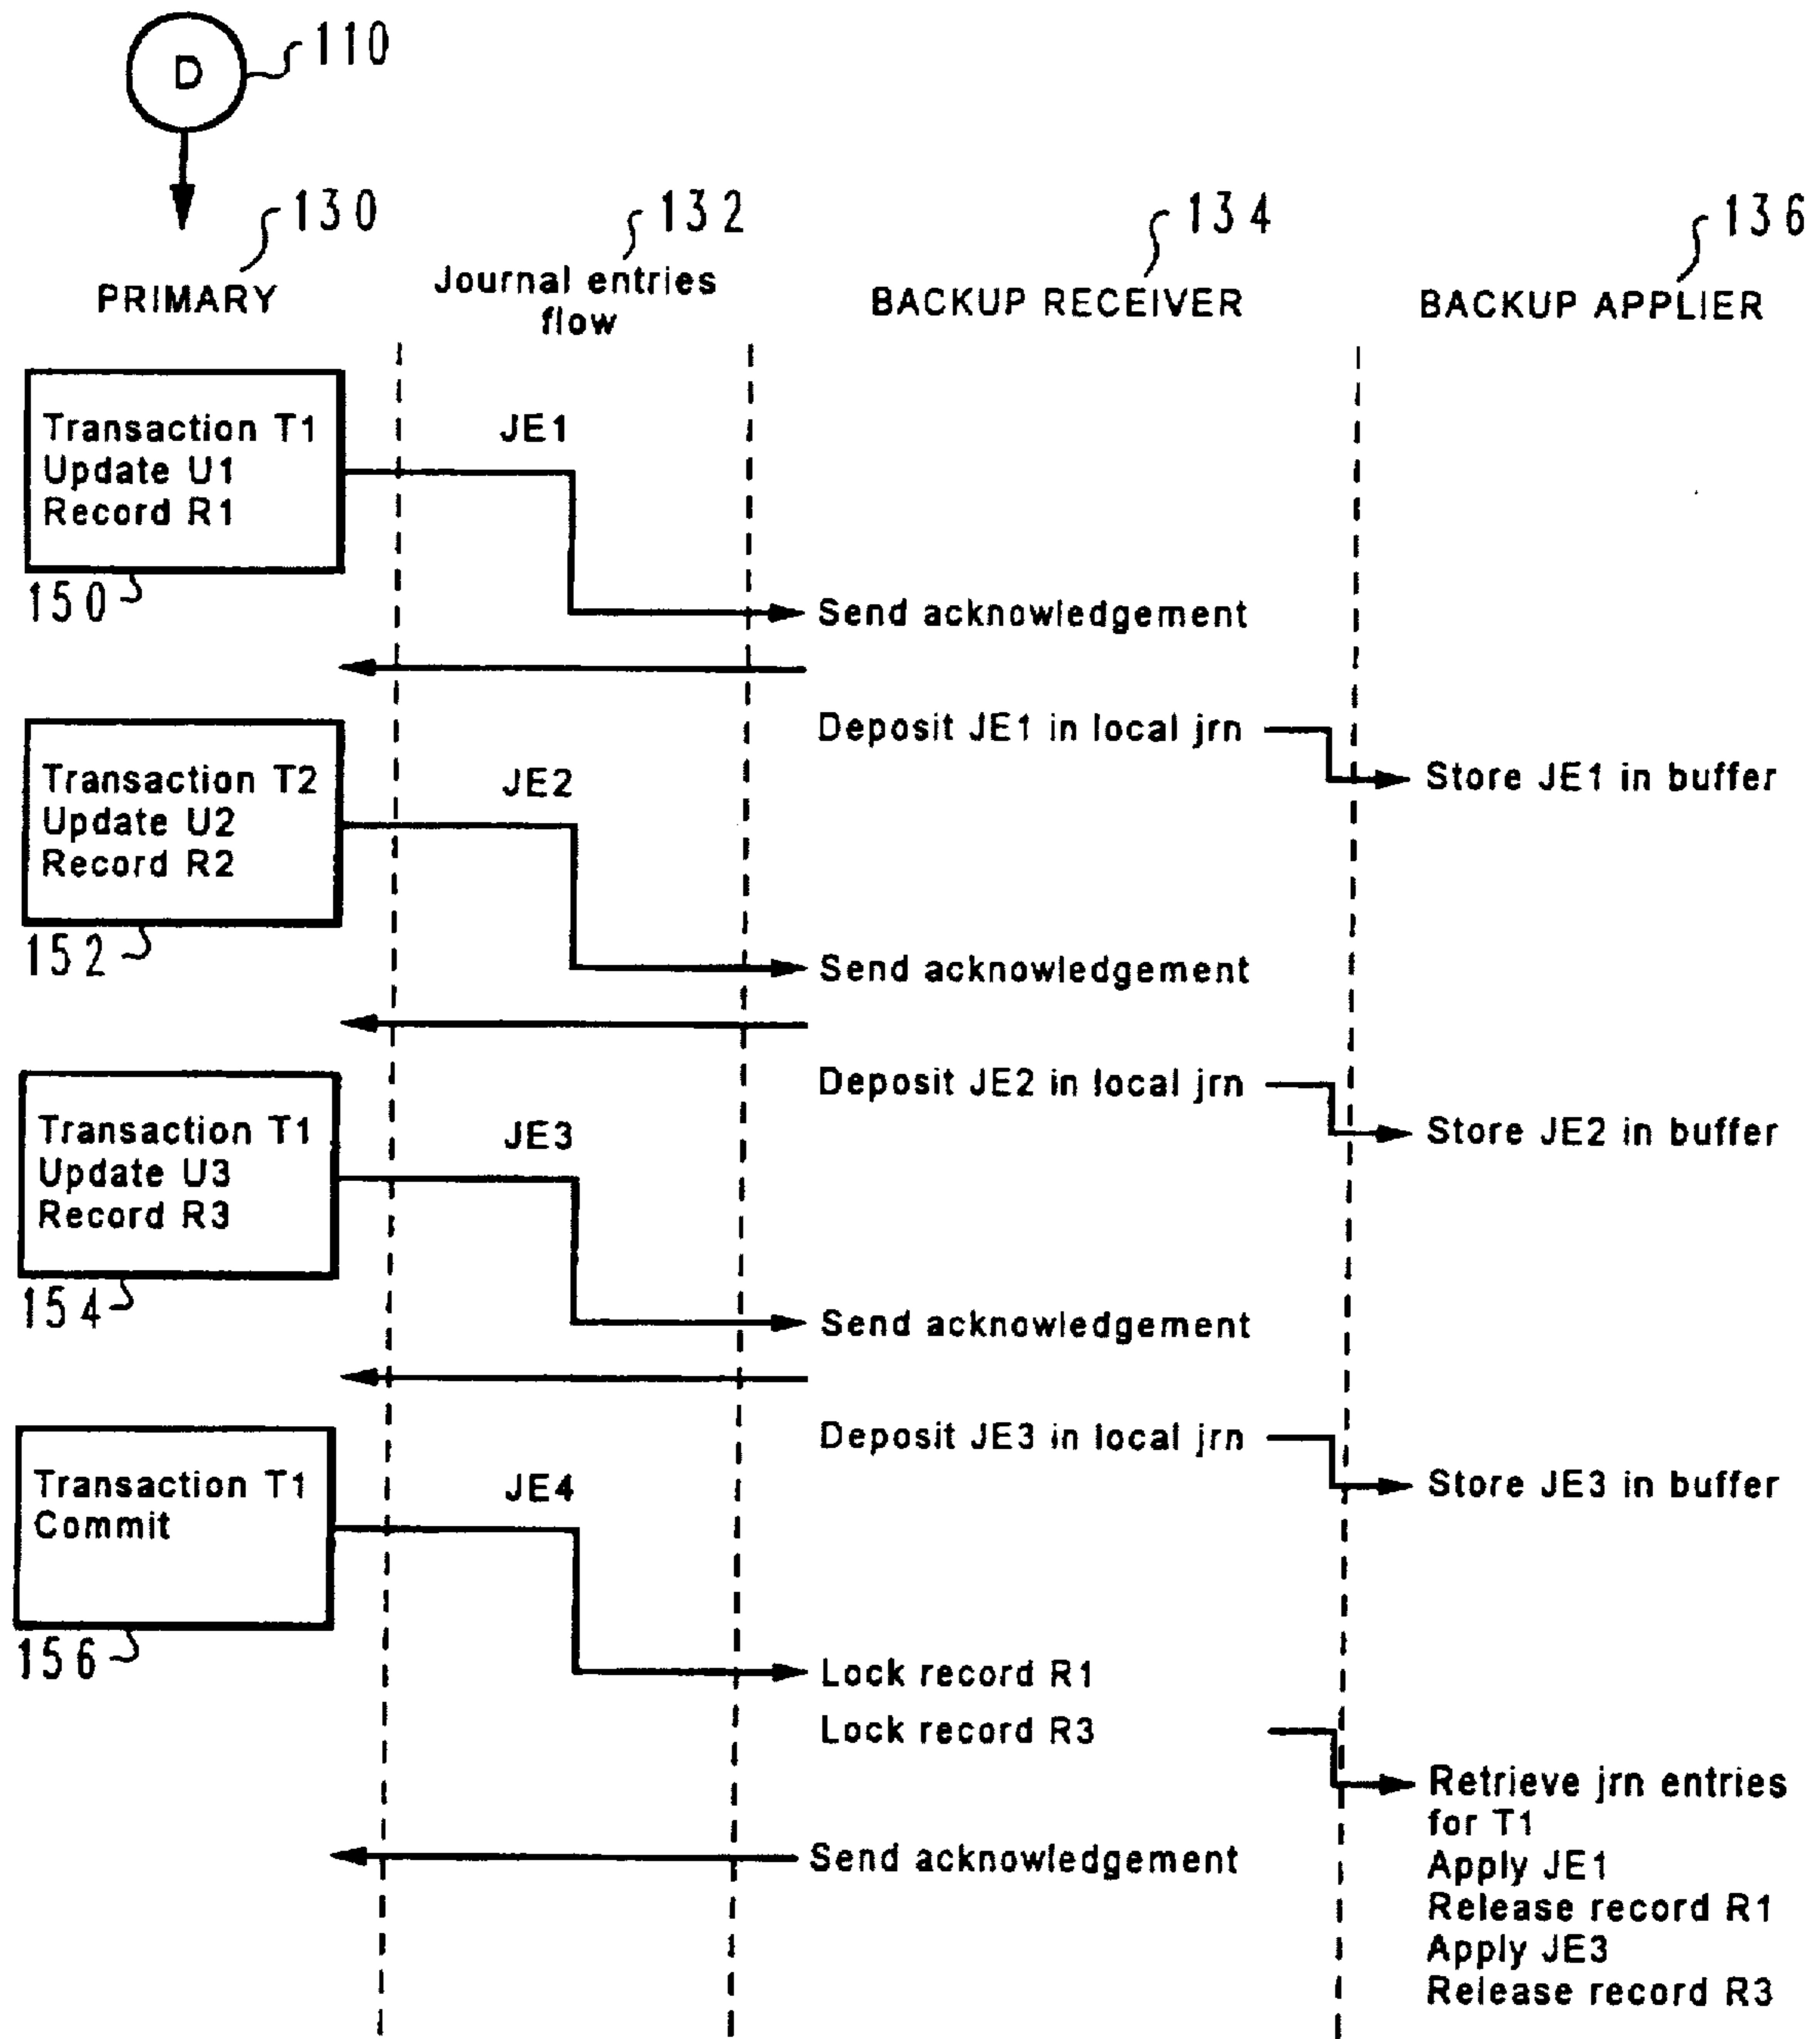 D
110
130
132
134
136
PRIMARY
Journal entries
flow
BACKUP RECEIVER
BACKUP APPLIER
Transaction T1
Update U1
Record R1
150
JE1
Send acknowledgement
Deposit JE1 in local jrn
Store JE1 in buffer
Transaction T2
Update U2
Record R2
152
JE2
Send acknowledgement
Deposit JE2 in local jrn
Store JE2 in buffer
Transaction T1
Update U3
Record R3
154
JE3
Send acknowledgement
Deposit JE3 in local jrn
Store JE3 in buffer
Transaction T1
Commit
156
JE4
Lock record R1
Lock record R3
Retrieve jrn entries
for T1
Apply JE1
Release record R1
Apply JE3
Release record R3
Send acknowledgement